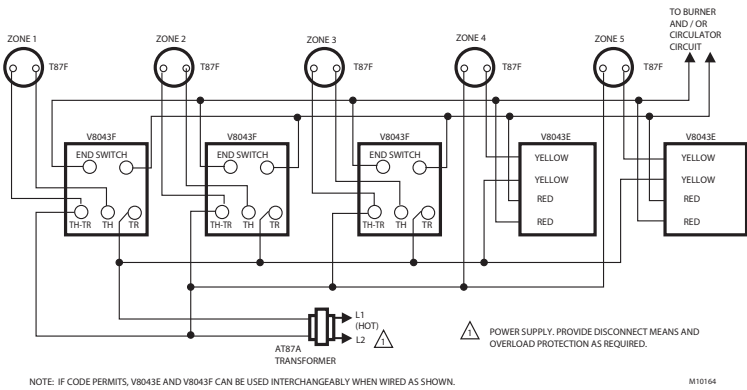 TO BURNER
AND / OR
CIRCULATOR
CIRCUIT
ZONE 1
ZONE 2
ZONE 3
ZONE 4
ZONE 5
T87F
T87F
T87F
T87F
T87F
V8043F
V8043F
V8043F
V8043E
V8043E
END SWITCH
END SWITCH
END SWITCH
YELLOW
YELLOW
YELLOW
YELLOW
RED
RED
RED
RED
TH-TR TH TR
TH-TR TH TR
TH-TR TH TR
L1
(HOT)
L2
1
AT87A
TRANSFORMER
1 POWER SUPPLY. PROVIDE DISCONNECT MEANS AND
OVERLOAD PROTECTION AS REQUIRED.
NOTE: IF CODE PERMITS, V8043E AND V8043F CAN BE USED INTERCHANGEABLY WHEN WIRED AS SHOWN.
M10164